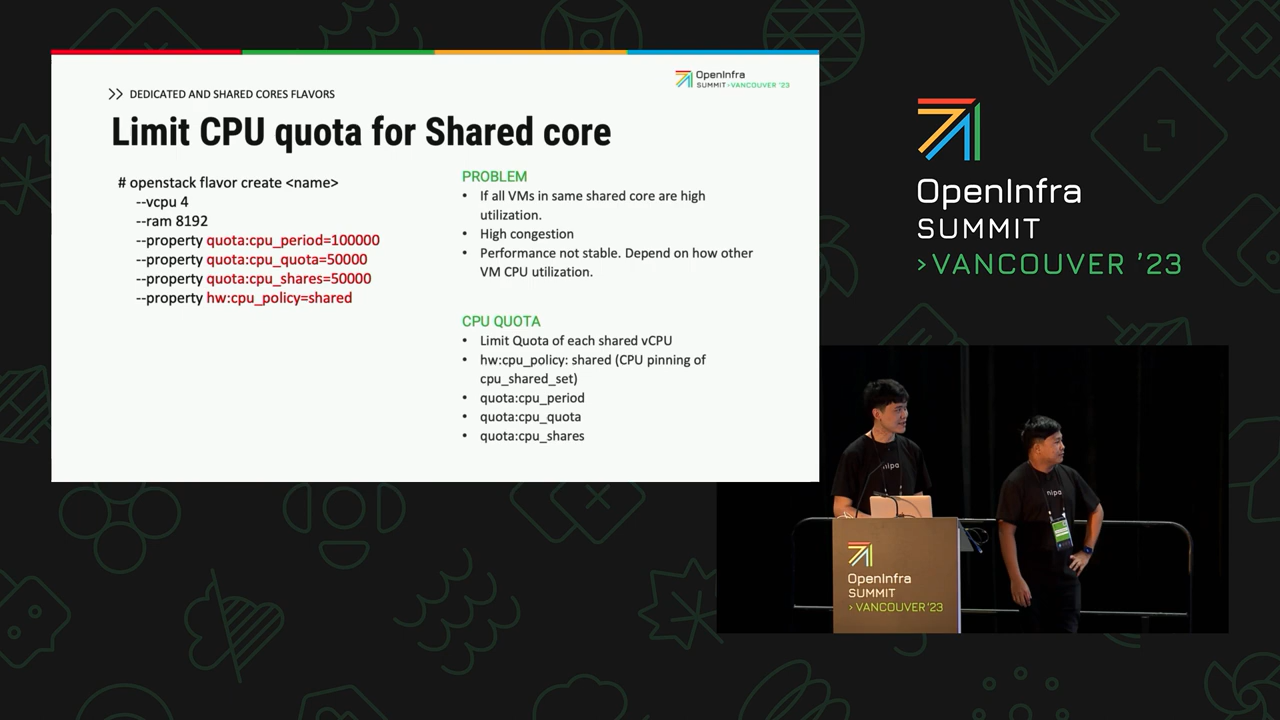 DEDICATED AND SHARED CORES FLAVORS
OpenInfra
SUMMIT >VANCOUVER '23
Limit CPU quota for Shared core
# openstack flavor create <name>
--vcpu 4
--ram 8192
--property quota:cpu_period=100000
--property quota:cpu_quota=50000
--property quota:cpu_shares=50000
--property hw:cpu_policy=shared
PROBLEM
• If all VMs in same shared core are high
utilization.
• High congestion
• Performance not stable. Depend on how other
VM CPU utilization.
CPU QUOTA
• Limit Quota of each shared vCPU
• hw:cpu_policy: shared (CPU pinning of
cpu_shared_set)
• quota:cpu_period
• quota:cpu_quota
• quota:cpu_shares
OpenInfra
SUMMIT
>VANCOUVER '23
nipa
nipa
OpenInfra
SUMMIT
>VANCOUVER '23